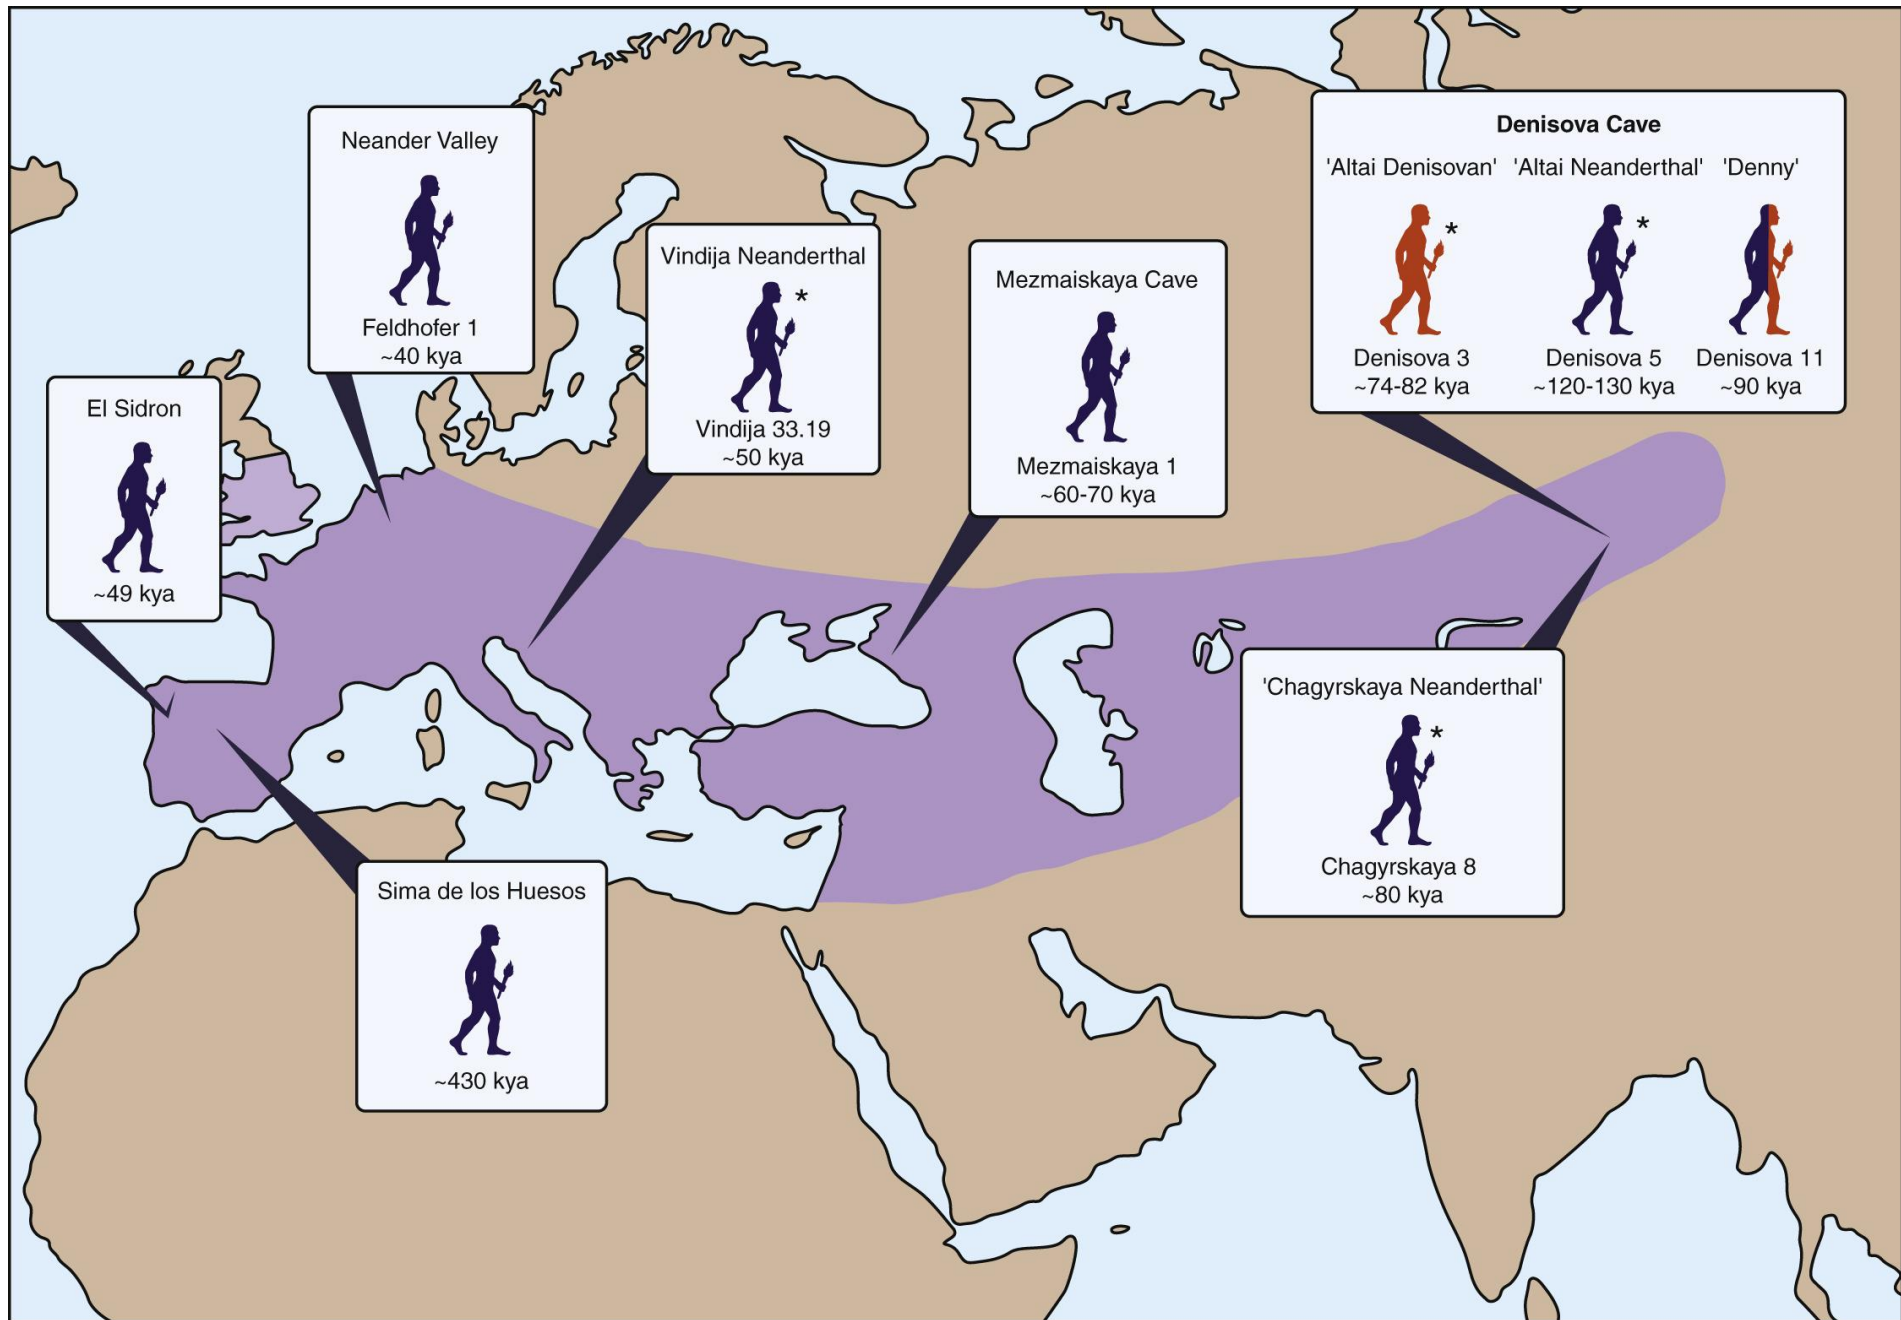 Neander Valley
Feldhofer 1
~40 kya
Vindija Neanderthal
*
Vindija 33.19
~50 kya
Mezmaiskaya Cave
Mezmaiskaya 1
~60-70 kya
Denisova Cave
'Altai Denisovan' 'Altai Neanderthal' 'Denny'
* *
Denisova 3 Denisova 5 Denisova 11
~74-82 kya ~120-130 kya ~90 kya
El Sidron
~49 kya
'Chagyrskaya Neanderthal'
*
Chagyrskaya 8
~80 kya
Sima de los Huesos
~430 kya